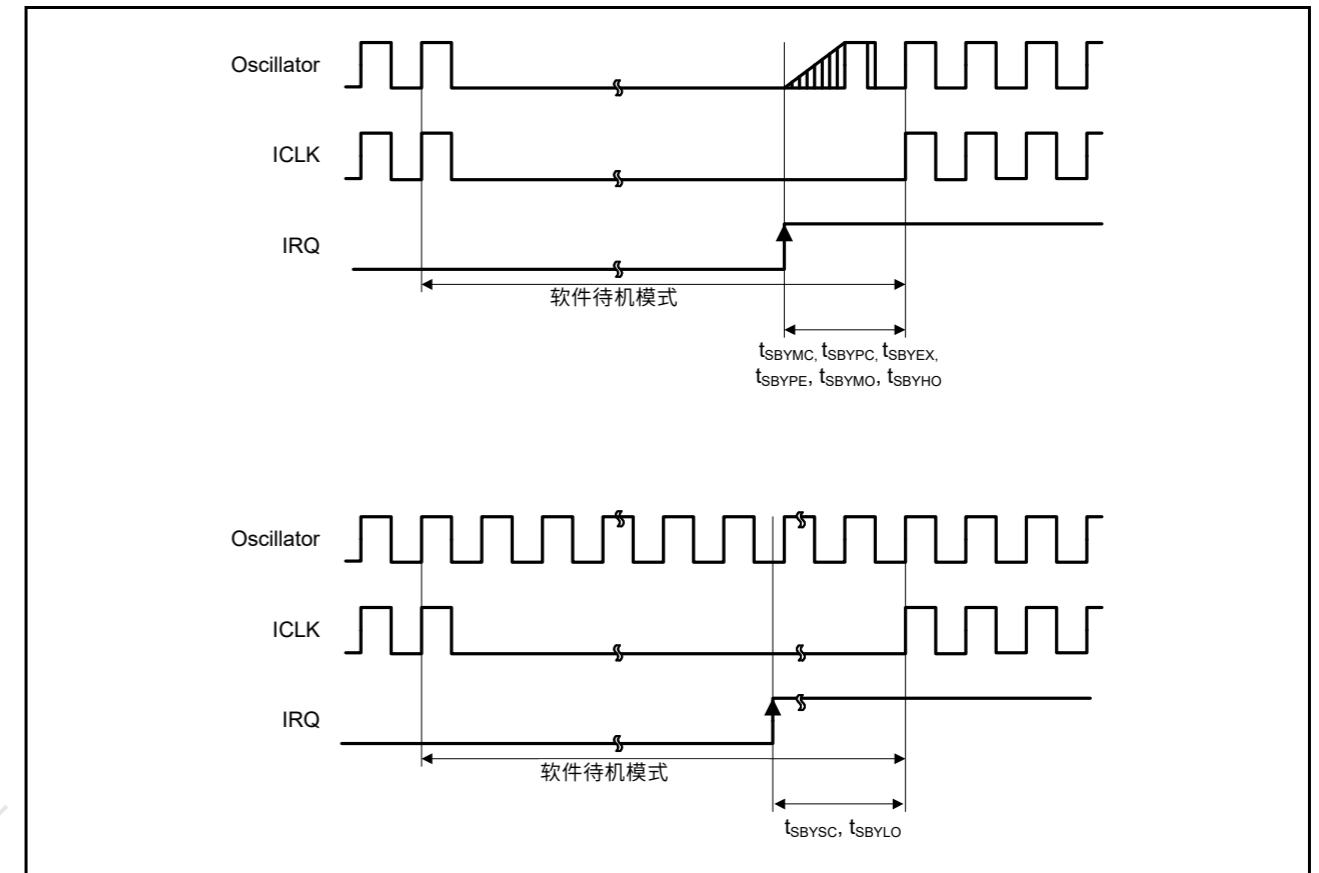 Oscillator
ICLK
IRQ
软件待机模式
tSBYMC, tSBYPC, tSBYEX,
tSBYPE, tSBYMO, tSBYHO
Oscillator
ICLK
IRQ
软件待机模式
tSBYSC, tSBYLO